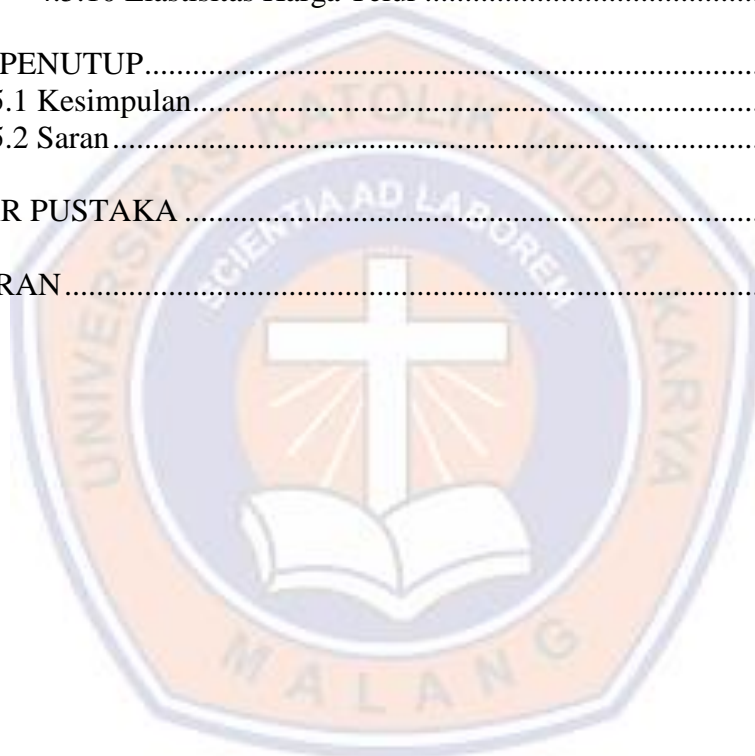 4.3.10 Elastisitas Harga Telur ........................................
PENUTUP.....................................................................
5.1 Kesimpulan...............................................................
5.2 Saran........................................................................
R PUSTAKA ................................................................
RAN..............................................................................
UNIVERSITAS KATOLIK WIDYA KARYA
SCIENTIA AD LABOREM
MALANG